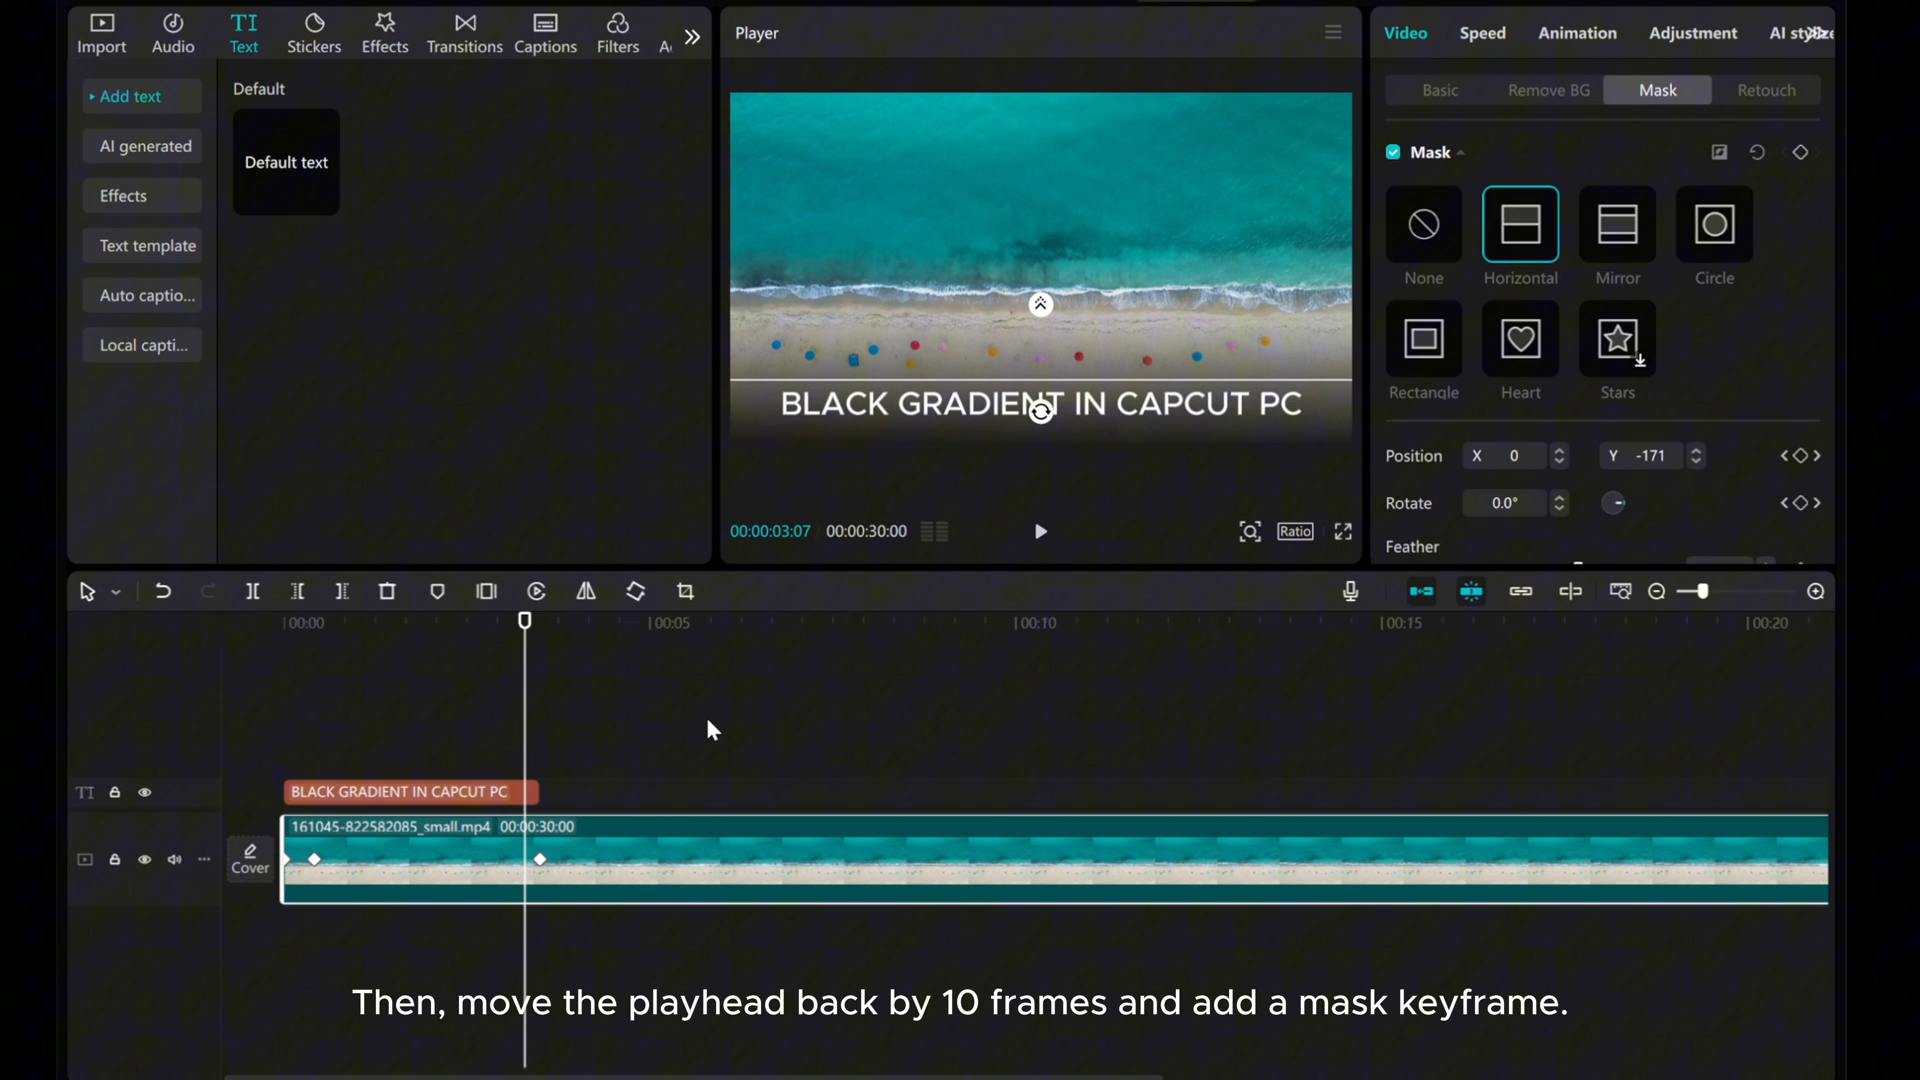 Import
Audio
TI
Text
Stickers
Effects
Transitions
Captions
Filters
Add text
AI generated
Effects
Text template
Auto captio...
Local capti...
Default
Default text
Player
BLACK GRADIENT IN CAPCUT PC
00:00:03:07
00:00:30:00
Ratio
Video
Speed
Animation
Adjustment
AI stylize
Basic
Remove BG
Mask
Retouch
Mask
None
Horizontal
Mirror
Circle
Rectangle
Heart
Stars
Position
X 0
Y -171
Rotate
0.0°
Feather
00:00
00:05
00:10
00:15
00:20
TI
BLACK GRADIENT IN CAPCUT PC
161045-822582085_small.mp4 00:00:30:00
Cover
Then, move the playhead back by 10 frames and add a mask keyframe.